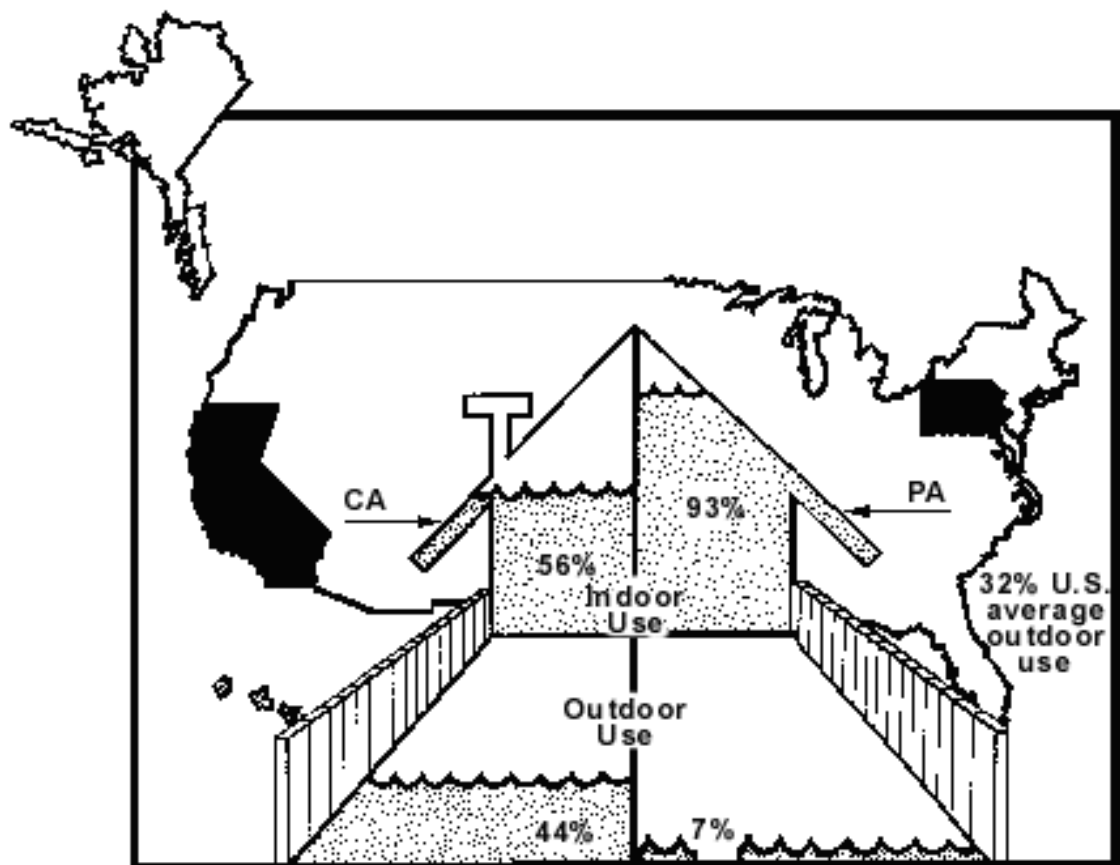 CA
PA
93%
56%
Indoor
Use
32% U.S.
average
outdoor
use
Outdoor
Use
44%
7%